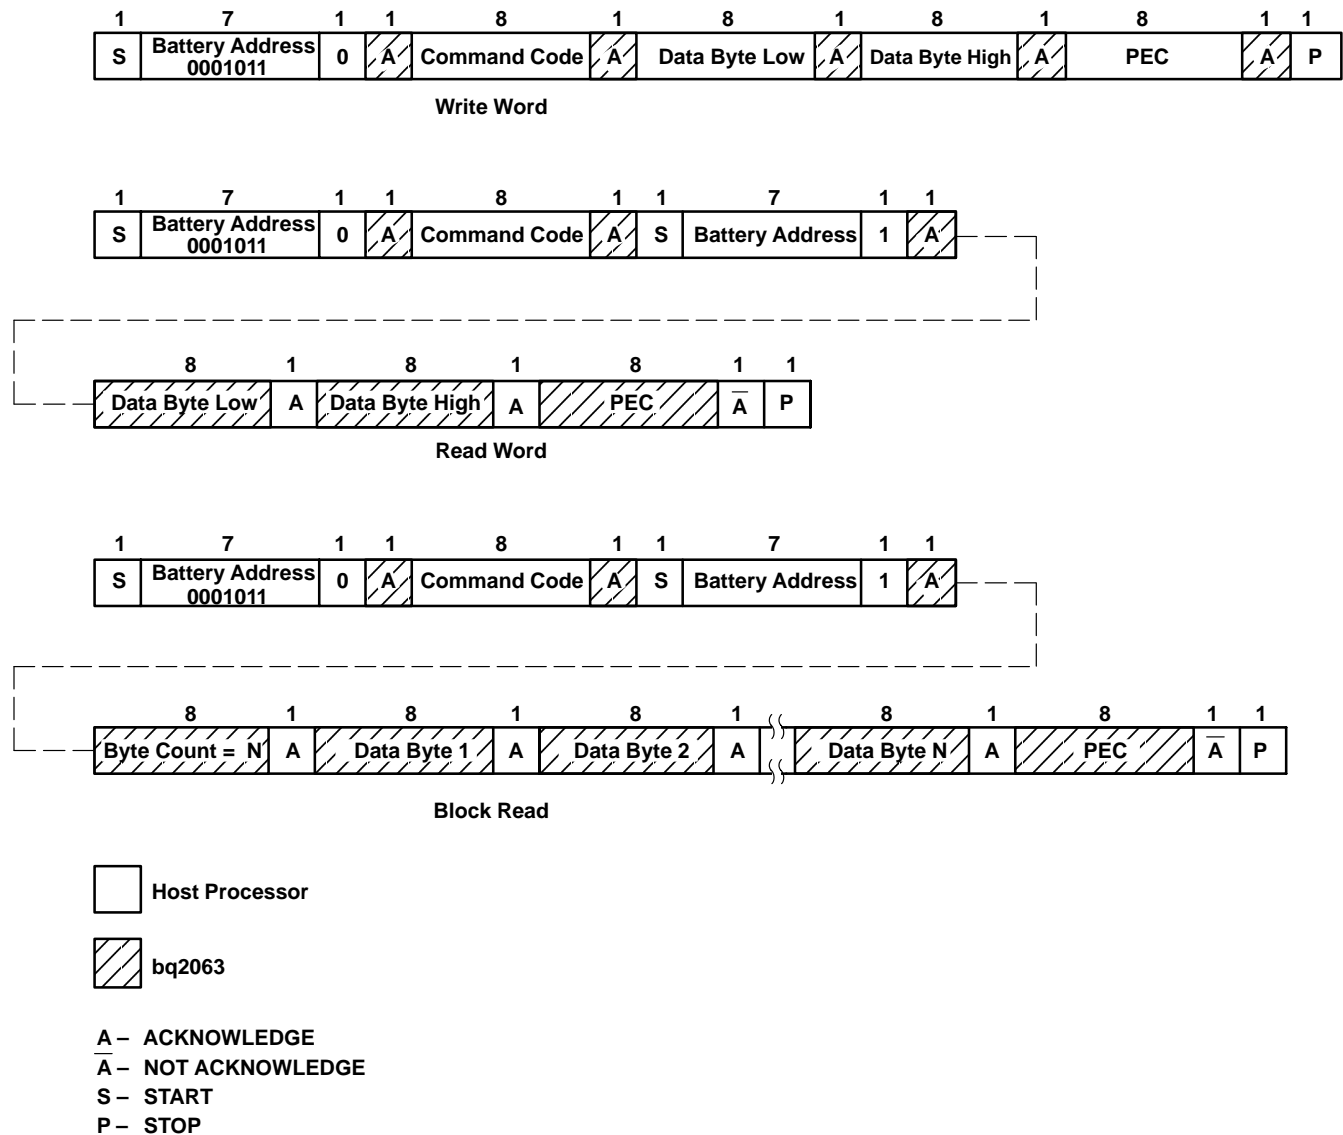 1 7 1 1 8 1 8 1 8 1 8 1 1
S Battery Address 0 A Command Code A Data Byte Low A Data Byte High A PEC A P
0001011
Write Word
1 7 1 1 8 1 1 7 1 1
S Battery Address 0 A Command Code A S Battery Address 1 A
0001011
8 1 8 1 8 1 1
Data Byte Low A Data Byte High A PEC A̅ P
Read Word
1 7 1 1 8 1 1 7 1 1
S Battery Address 0 A Command Code A S Battery Address 1 A
0001011
8 1 8 1 8 1 8 1 8 1 1
Byte Count = N A Data Byte 1 A Data Byte 2 A Data Byte N A PEC A̅ P
Block Read
Host Processor
bq2063
A – ACKNOWLEDGE
A̅ – NOT ACKNOWLEDGE
S – START
P – STOP